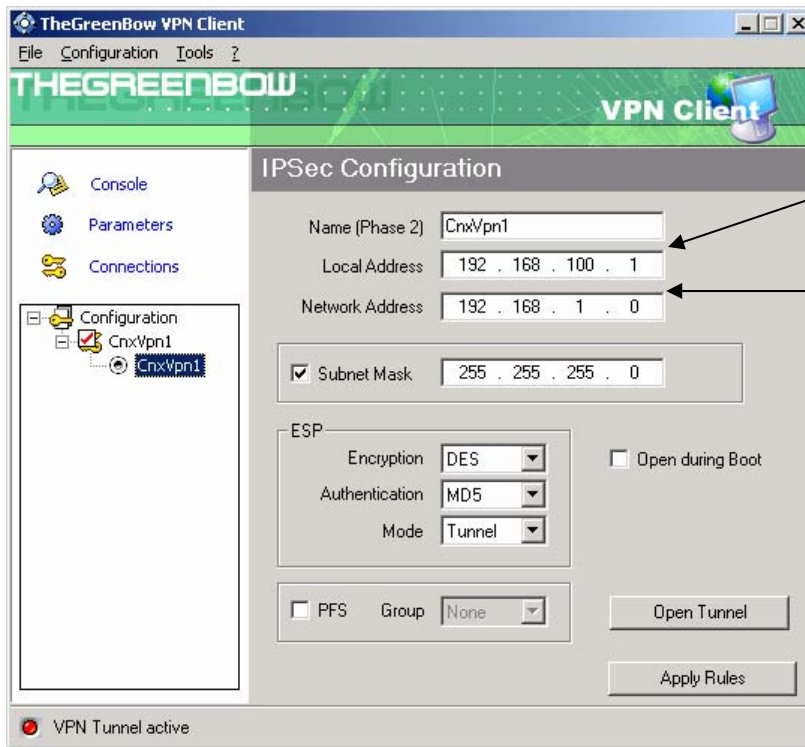 TheGreenBow VPN Client
File Configuration Tools ?
THEGREENBOW
VPN Client
Console
Parameters
Connections
Configuration
CnxVpn1
CnxVpn1
IPSec Configuration
Name (Phase 2) CnxVpn1
Local Address 192 . 168 . 100 . 1
Network Address 192 . 168 . 1 . 0
Subnet Mask 255 . 255 . 255 . 0
ESP
Encryption DES
Open during Boot
Authentication MD5
Mode Tunnel
PFS Group None
Open Tunnel
Apply Rules
VPN Tunnel active